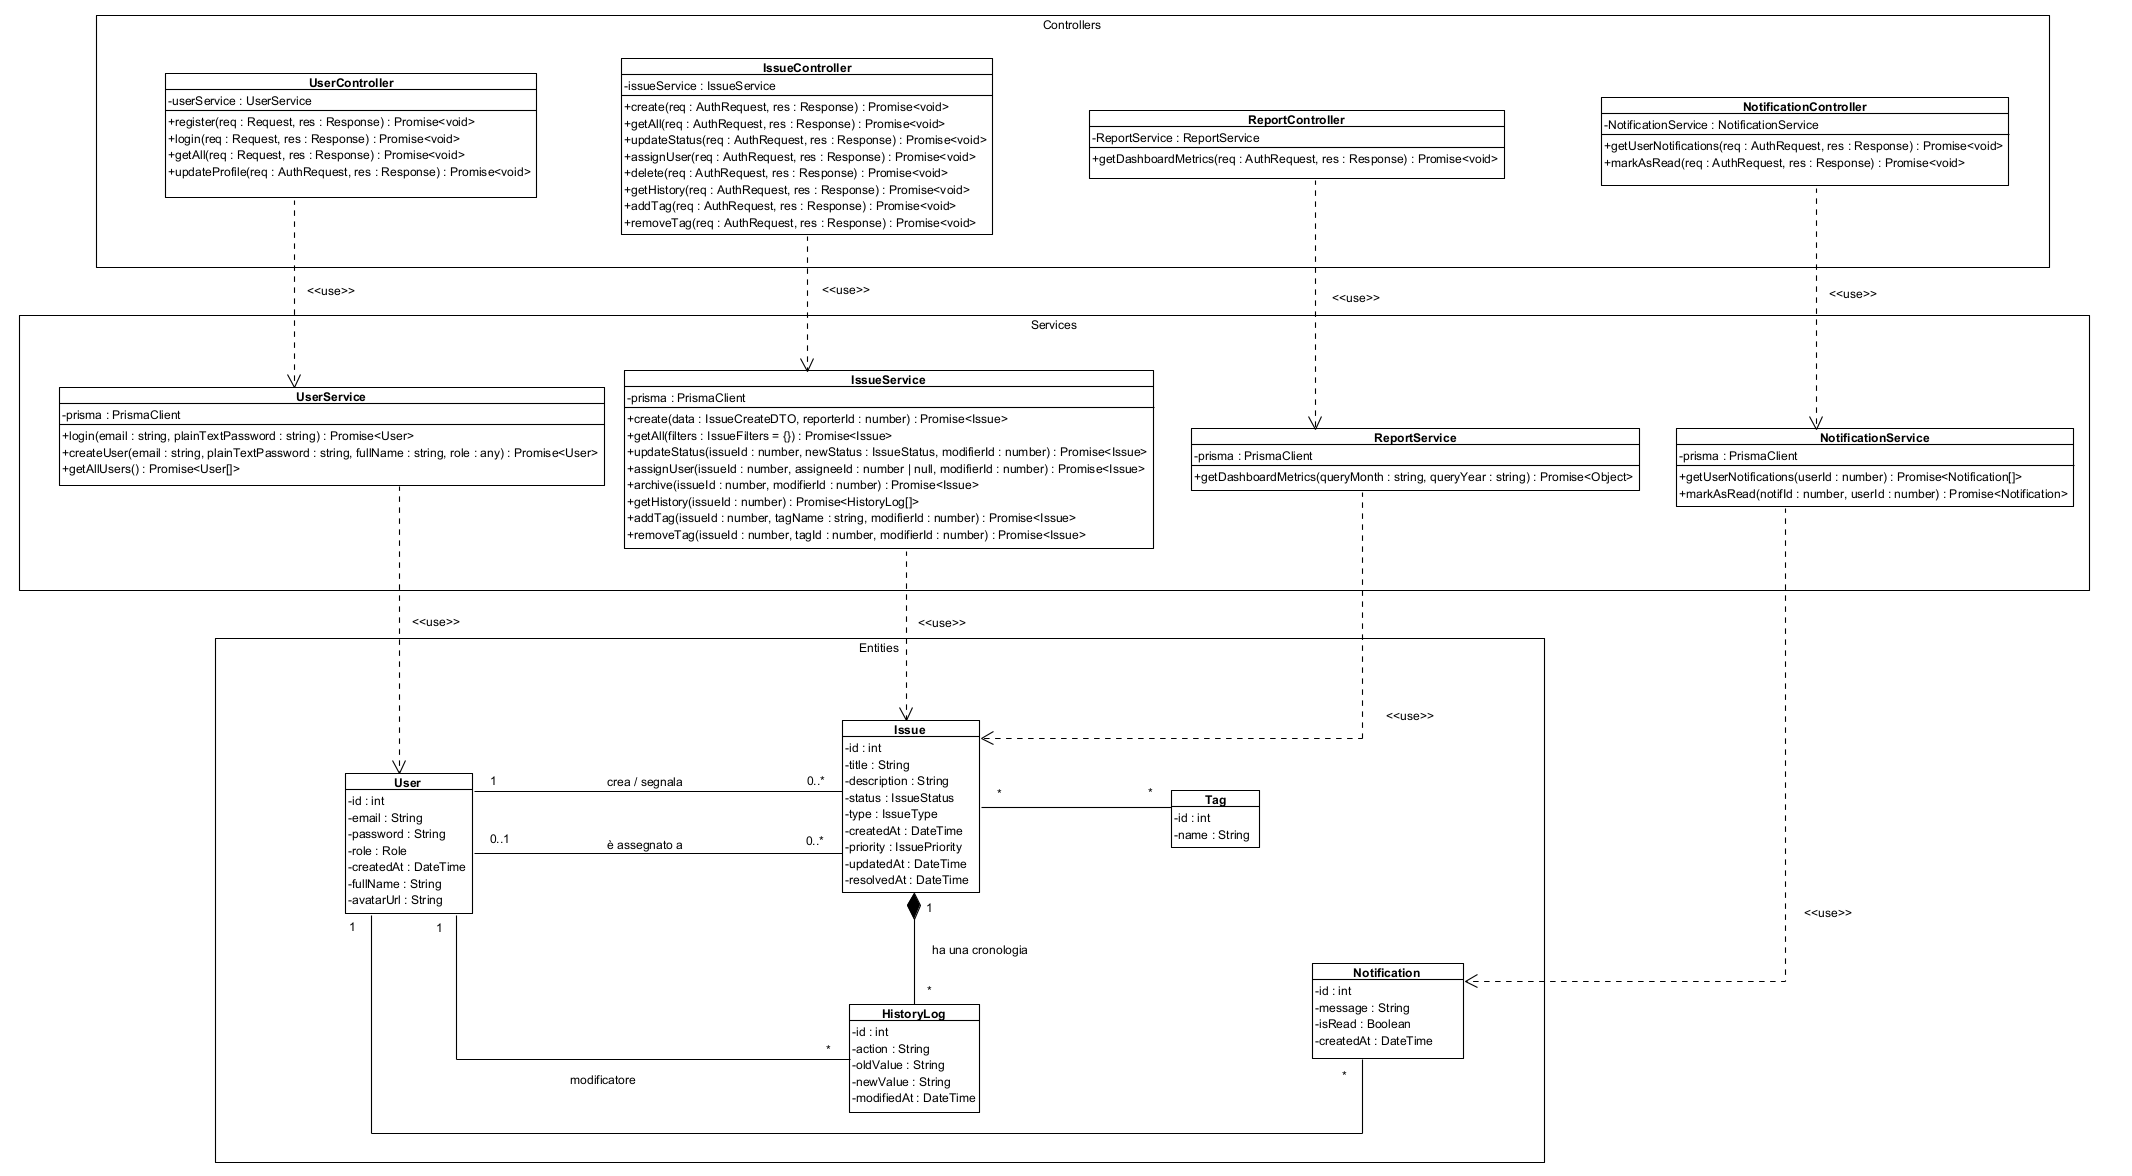 Controllers
UserController
-userService : UserService
+register(req : Request, res : Response) : Promise<void>
+login(req : Request, res : Response) : Promise<void>
+getAll(req : Request, res : Response) : Promise<void>
+updateProfile(req : AuthRequest, res : Response) : Promise<void>
IssueController
-issueService : IssueService
+create(req : AuthRequest, res : Response) : Promise<void>
+getAll(req : AuthRequest, res : Response) : Promise<void>
+updateStatus(req : AuthRequest, res : Response) : Promise<void>
+assignUser(req : AuthRequest, res : Response) : Promise<void>
+delete(req : AuthRequest, res : Response) : Promise<void>
+getHistory(req : AuthRequest, res : Response) : Promise<void>
+addTag(req : AuthRequest, res : Response) : Promise<void>
+removeTag(req : AuthRequest, res : Response) : Promise<void>
ReportController
-ReportService : ReportService
+getDashboardMetrics(req : AuthRequest, res : Response) : Promise<void>
NotificationController
-NotificationService : NotificationService
+getUserNotifications(req : AuthRequest, res : Response) : Promise<void>
+markAsRead(req : AuthRequest, res : Response) : Promise<void>
<<use>>
<<use>>
<<use>>
<<use>>
Services
UserService
-prisma : PrismaClient
+login(email : string, plainTextPassword : string) : Promise<User>
+createUser(email : string, plainTextPassword : string, fullName : string, role : any) : Promise<User>
+getAllUsers() : Promise<User[]>
IssueService
-prisma : PrismaClient
+create(data : IssueCreateDTO, reporterId : number) : Promise<Issue>
+getAll(filters : IssueFilters = {}) : Promise<Issue>
+updateStatus(issueId : number, newStatus : IssueStatus, modifierId : number) : Promise<Issue>
+assignUser(issueId : number, assigneeId : number | null, modifierId : number) : Promise<Issue>
+archive(issueId : number, modifierId : number) : Promise<Issue>
+getHistory(issueId : number) : Promise<HistoryLog[]>
+addTag(issueId : number, tagName : string, modifierId : number) : Promise<Issue>
+removeTag(issueId : number, tagId : number, modifierId : number) : Promise<Issue>
ReportService
-prisma : PrismaClient
+getDashboardMetrics(queryMonth : string, queryYear : string) : Promise<Object>
NotificationService
-prisma : PrismaClient
+getUserNotifications(userId : number) : Promise<Notification[]>
+markAsRead(notifId : number, userId : number) : Promise<Notification>
<<use>>
<<use>>
<<use>>
<<use>>
Entities
User
-id : int
-email : String
-password : String
-role : Role
-createdAt : DateTime
-fullName : String
-avatarUrl : String
1
crea / segnala
0..*
0..1
è assegnato a
0..*
Issue
-id : int
-title : String
-description : String
-status : IssueStatus
-type : IssueType
-createdAt : DateTime
-priority : IssuePriority
-updatedAt : DateTime
-resolvedAt : DateTime
*
*
Tag
-id : int
-name : String
1
1
1
ha una cronologia
*
HistoryLog
-id : int
-action : String
-oldValue : String
-newValue : String
-modifiedAt : DateTime
*
modificatore
Notification
-id : int
-message : String
-isRead : Boolean
-createdAt : DateTime
*